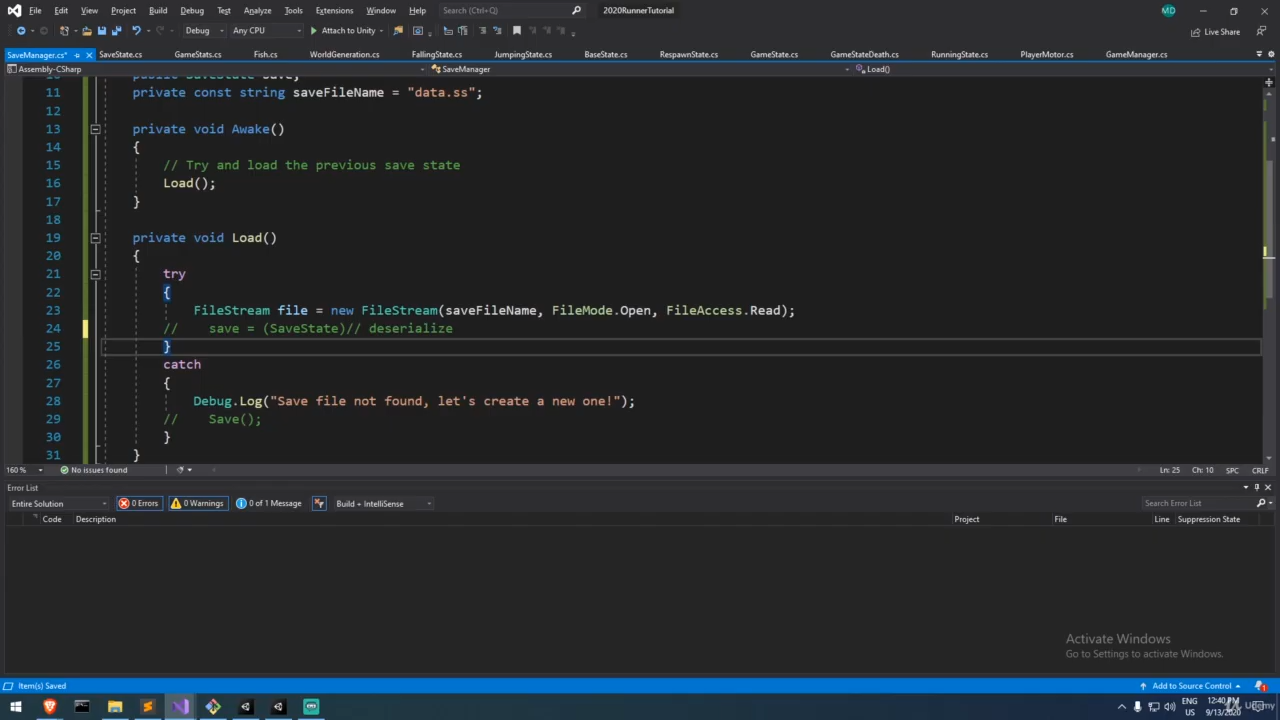 File Edit View Project Build Debug Test Analyze Tools Extensions Window Help Search (Ctrl+Q) 2020RunnerTutorial MD
Debug Any CPU Attach to Unity Live Share
SaveManager.cs* SaveState.cs GameStats.cs Fish.cs WorldGeneration.cs FallingState.cs JumpingState.cs BaseState.cs RespawnState.cs GameState.cs GameStateDeath.cs RunningState.cs PlayerMotor.cs GameManager.cs
Assembly-CSharp SaveManager Load()
11 private const string saveFileName = "data.ss";
12
13 private void Awake()
14 {
15 // Try and load the previous save state
16 Load();
17 }
18
19 private void Load()
20 {
21 try
22 {
23 FileStream file = new FileStream(saveFileName, FileMode.Open, FileAccess.Read);
24 // save = (SaveState)// deserialize
25 }
26 catch
27 {
28 Debug.Log("Save file not found, let's create a new one!");
29 // Save();
30 }
31 }
160 % No issues found Ln: 25 Ch: 10 SPC CRLF
Error List
Entire Solution 0 Errors 0 Warnings 0 of 1 Message Build + IntelliSense Search Error List
Code Description Project File Line Suppression State
Activate Windows
Go to Settings to activate Windows.
Item(s) Saved Add to Source Control 1
ENG 12:40 PM
US 9/13/2020
Udemy